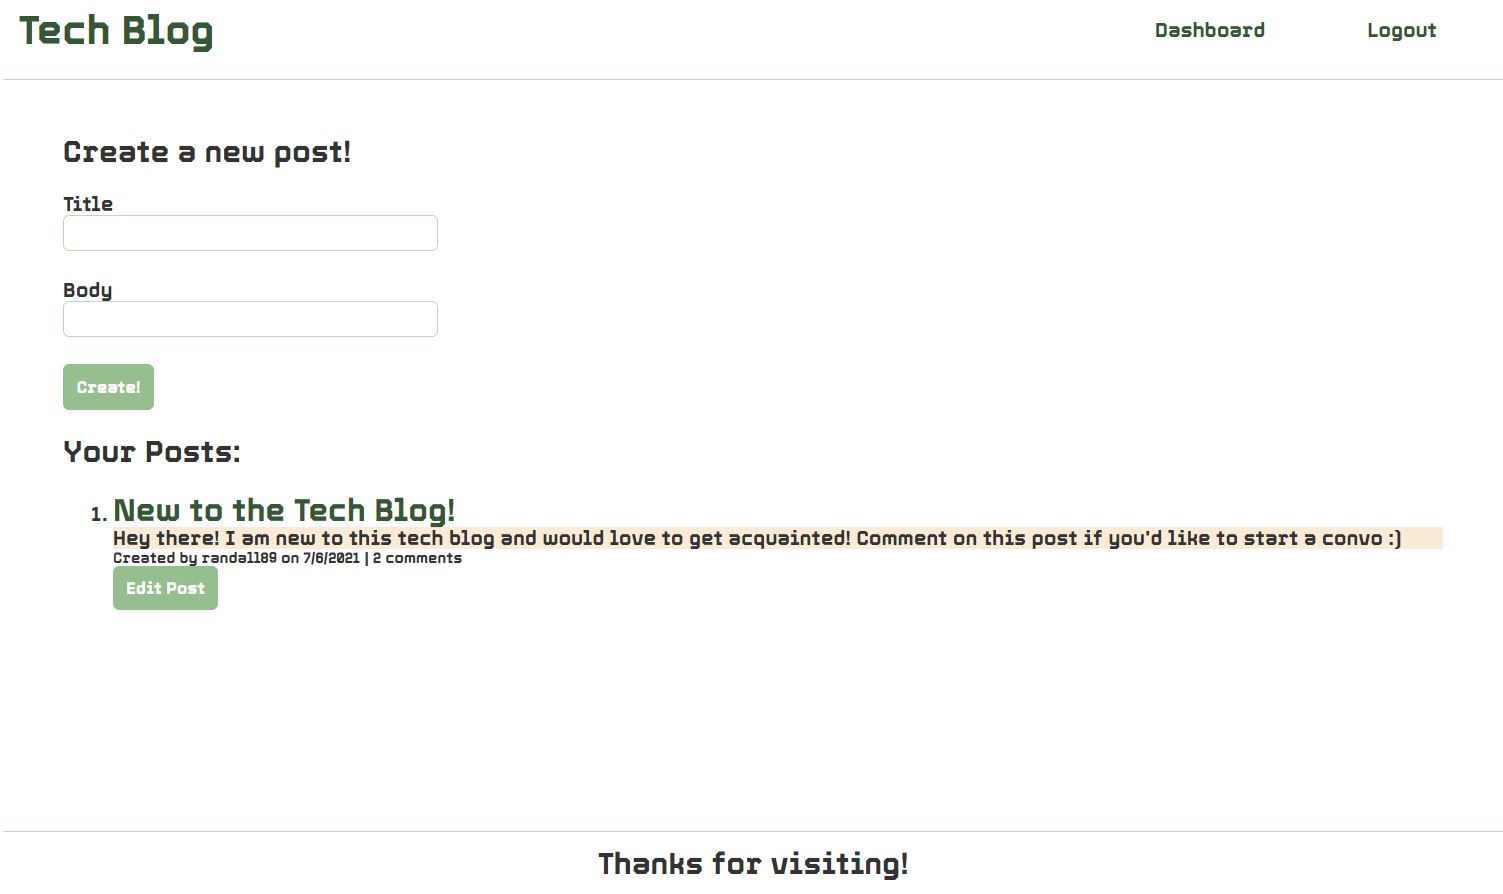 Tech Blog
Dashboard
Logout
Create a new post!
Title
Body
Create!
Your Posts:
1. New to the Tech Blog!
Hey there! I am new to this tech blog and would love to get acquainted! Comment on this post if you'd like to start a convo :)
Created by randall89 on 7/6/2021 | 2 comments
Edit Post
Thanks for visiting!